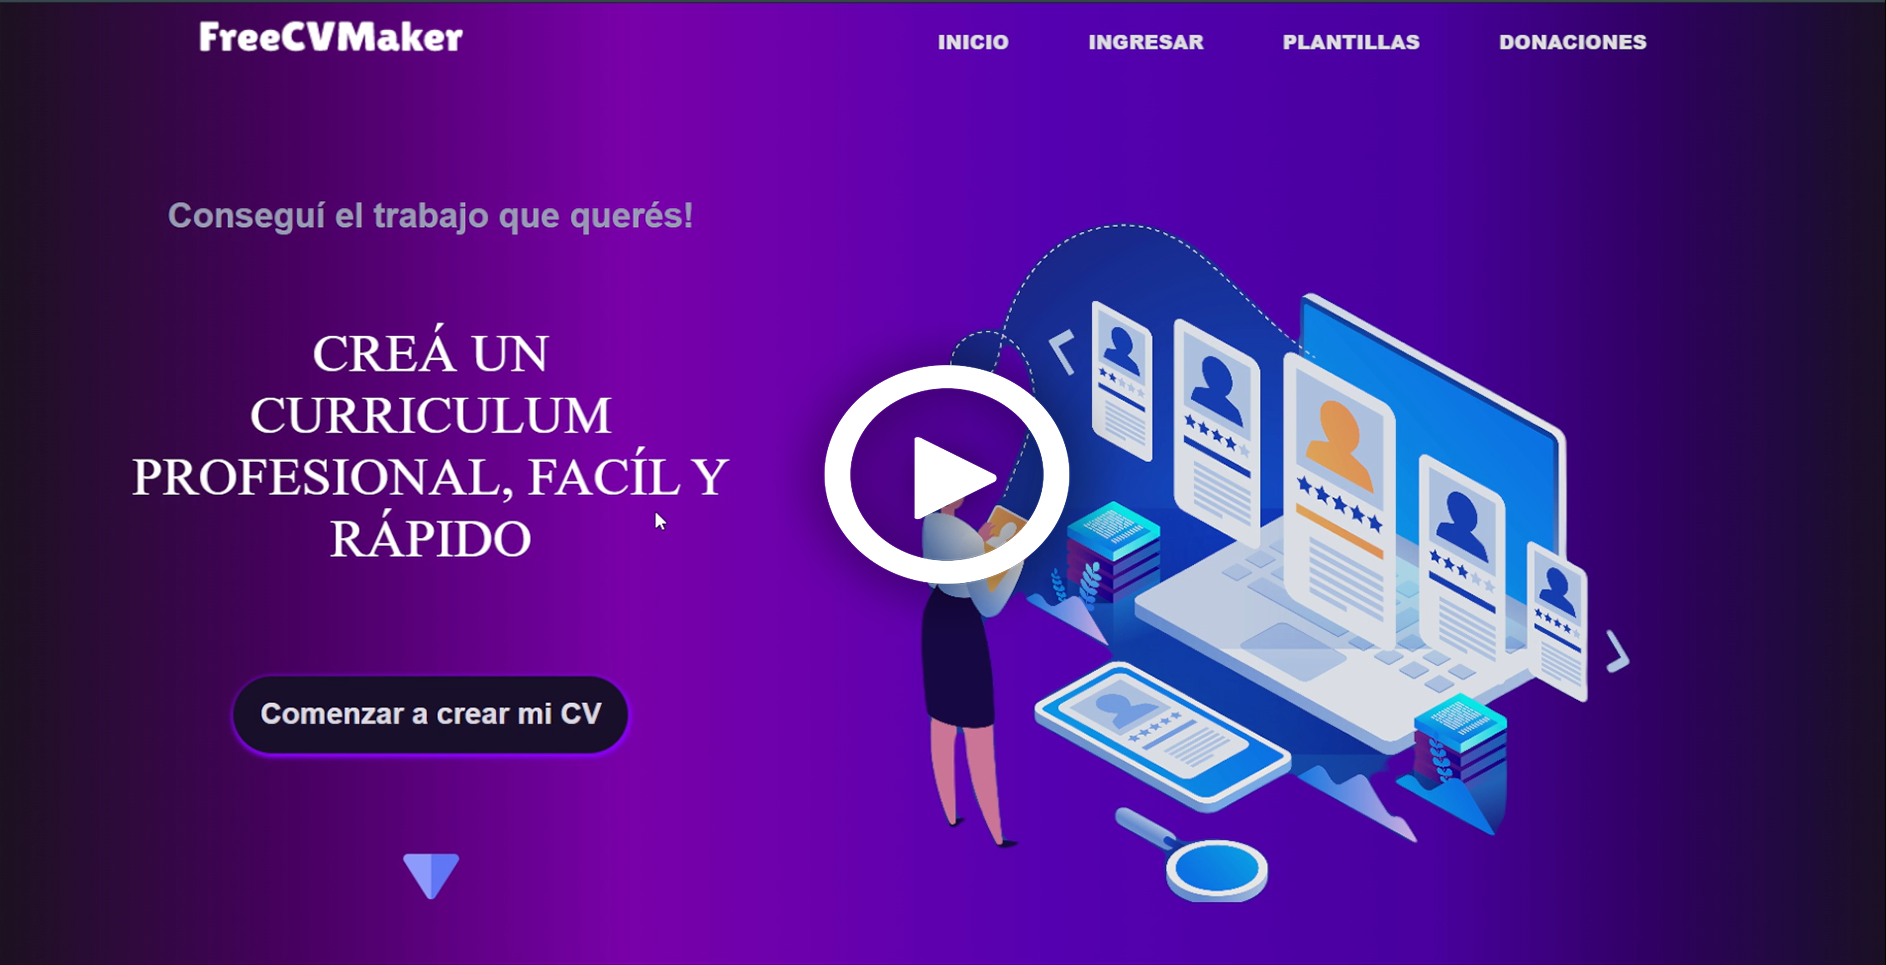 FreeCVMaker
INICIO INGRESAR PLANTILLAS DONACIONES
Conseguí el trabajo que querés!
CREÁ UN
CURRICULUM
PROFESIONAL, FACÍL Y
RÁPIDO
Comenzar a crear mi CV